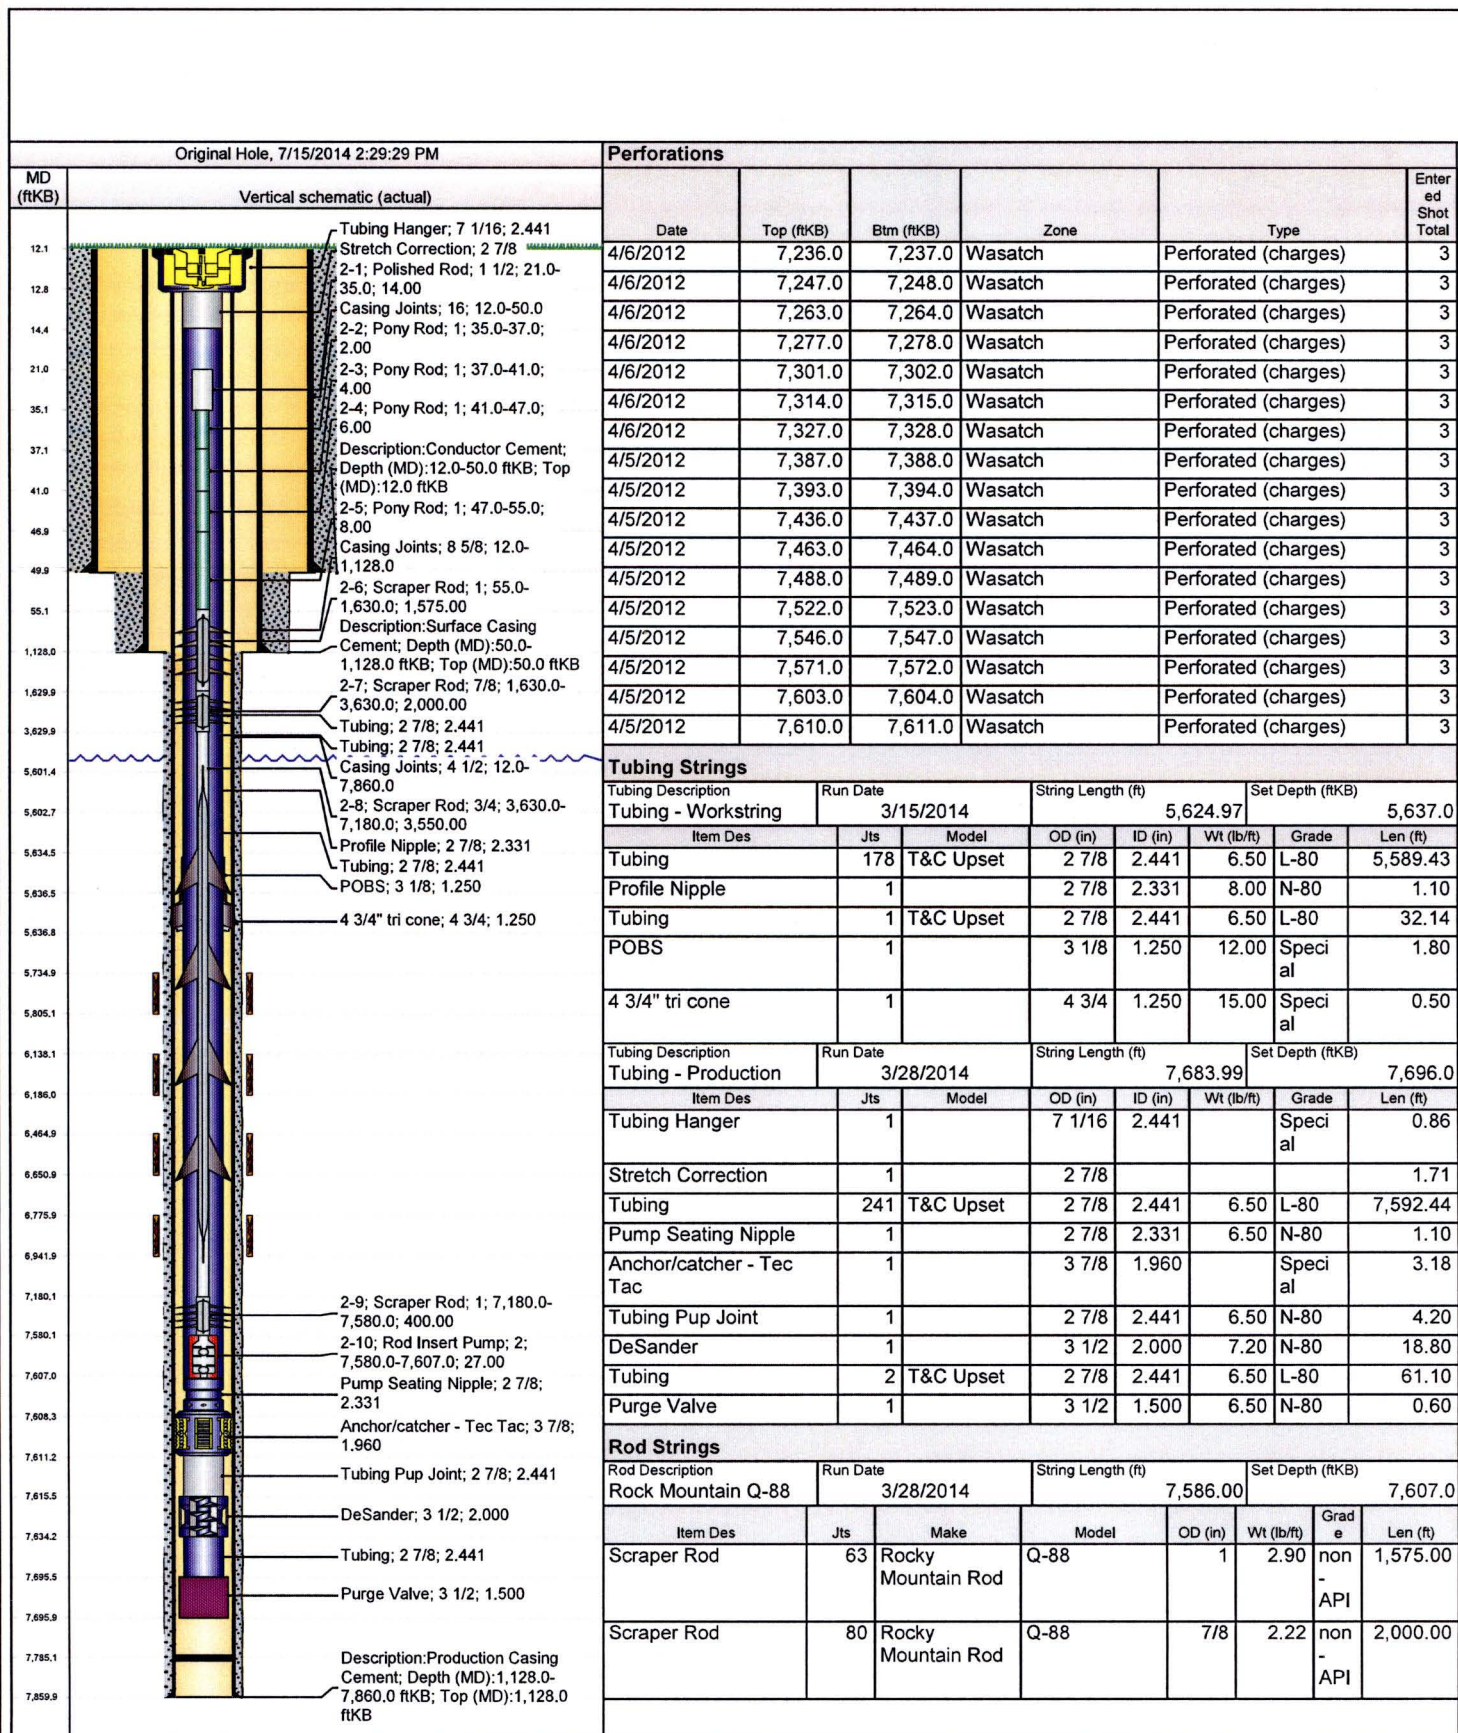 Original Hole, 7/15/2014 2:29:29 PM
MD
(ftKB)
Vertical schematic (actual)
12.1
12.8
14.4
21.0
35.1
37.1
41.0
46.9
49.9
55.1
1,128.0
1,629.9
3,629.9
5,601.4
5,602.7
5,634.5
5,636.5
5,636.8
5,734.9
5,805.1
6,138.1
6,186.0
6,464.9
6,650.9
6,775.9
6,941.9
7,180.1
7,580.1
7,607.0
7,608.3
7,611.2
7,615.5
7,634.2
7,695.5
7,695.9
7,785.1
7,859.9
Tubing Hanger; 7 1/16; 2.441
Stretch Correction; 2 7/8
2-1; Polished Rod; 1 1/2; 21.0-
35.0; 14.00
Casing Joints; 16; 12.0-50.0
2-2; Pony Rod; 1; 35.0-37.0;
2.00
2-3; Pony Rod; 1; 37.0-41.0;
4.00
2-4; Pony Rod; 1; 41.0-47.0;
6.00
Description:Conductor Cement;
Depth (MD):12.0-50.0 ftKB; Top
(MD):12.0 ftKB
2-5; Pony Rod; 1; 47.0-55.0;
8.00
Casing Joints; 8 5/8; 12.0-
1,128.0
2-6; Scraper Rod; 1; 55.0-
1,630.0; 1,575.00
Description:Surface Casing
Cement; Depth (MD):50.0-
1,128.0 ftKB; Top (MD):50.0 ftKB
2-7; Scraper Rod; 7/8; 1,630.0-
3,630.0; 2,000.00
Tubing; 2 7/8; 2.441
Tubing; 2 7/8; 2.441
Casing Joints; 4 1/2; 12.0-
7,860.0
2-8; Scraper Rod; 3/4; 3,630.0-
7,180.0; 3,550.00
Profile Nipple; 2 7/8; 2.331
Tubing; 2 7/8; 2.441
POBS; 3 1/8; 1.250
4 3/4" tri cone; 4 3/4; 1.250
2-9; Scraper Rod; 1; 7,180.0-
7,580.0; 400.00
2-10; Rod Insert Pump; 2;
7,580.0-7,607.0; 27.00
Pump Seating Nipple; 2 7/8;
2.331
Anchor/catcher - Tec Tac; 3 7/8;
1.960
Tubing Pup Joint; 2 7/8; 2.441
DeSander; 3 1/2; 2.000
Tubing; 2 7/8; 2.441
Purge Valve; 3 1/2; 1.500
Description:Production Casing
Cement; Depth (MD):1,128.0-
7,860.0 ftKB; Top (MD):1,128.0
ftKB
Perforations
Date Top (ftKB) Btm (ftKB) Zone Type Enter
ed
Shot
Total
4/6/2012 7,236.0 7,237.0 Wasatch Perforated (charges) 3
4/6/2012 7,247.0 7,248.0 Wasatch Perforated (charges) 3
4/6/2012 7,263.0 7,264.0 Wasatch Perforated (charges) 3
4/6/2012 7,277.0 7,278.0 Wasatch Perforated (charges) 3
4/6/2012 7,301.0 7,302.0 Wasatch Perforated (charges) 3
4/6/2012 7,314.0 7,315.0 Wasatch Perforated (charges) 3
4/6/2012 7,327.0 7,328.0 Wasatch Perforated (charges) 3
4/5/2012 7,387.0 7,388.0 Wasatch Perforated (charges) 3
4/5/2012 7,393.0 7,394.0 Wasatch Perforated (charges) 3
4/5/2012 7,436.0 7,437.0 Wasatch Perforated (charges) 3
4/5/2012 7,463.0 7,464.0 Wasatch Perforated (charges) 3
4/5/2012 7,488.0 7,489.0 Wasatch Perforated (charges) 3
4/5/2012 7,522.0 7,523.0 Wasatch Perforated (charges) 3
4/5/2012 7,546.0 7,547.0 Wasatch Perforated (charges) 3
4/5/2012 7,571.0 7,572.0 Wasatch Perforated (charges) 3
4/5/2012 7,603.0 7,604.0 Wasatch Perforated (charges) 3
4/5/2012 7,610.0 7,611.0 Wasatch Perforated (charges) 3
Tubing Strings
Tubing Description Run Date String Length (ft) Set Depth (ftKB)
Tubing - Workstring 3/15/2014 5,624.97 5,637.0
Item Des Jts Model OD (in) ID (in) Wt (lb/ft) Grade Len (ft)
Tubing 178 T&C Upset 2 7/8 2.441 6.50 L-80 5,589.43
Profile Nipple 1 2 7/8 2.331 8.00 N-80 1.10
Tubing 1 T&C Upset 2 7/8 2.441 6.50 L-80 32.14
POBS 1 3 1/8 1.250 12.00 Speci 1.80
al
4 3/4" tri cone 1 4 3/4 1.250 15.00 Speci 0.50
al
Tubing Description Run Date String Length (ft) Set Depth (ftKB)
Tubing - Production 3/28/2014 7,683.99 7,696.0
Item Des Jts Model OD (in) ID (in) Wt (lb/ft) Grade Len (ft)
Tubing Hanger 1 7 1/16 2.441 Speci 0.86
al
Stretch Correction 1 2 7/8 1.71
Tubing 241 T&C Upset 2 7/8 2.441 6.50 L-80 7,592.44
Pump Seating Nipple 1 2 7/8 2.331 6.50 N-80 1.10
Anchor/catcher - Tec 1 3 7/8 1.960 Speci 3.18
Tac al
Tubing Pup Joint 1 2 7/8 2.441 6.50 N-80 4.20
DeSander 1 3 1/2 2.000 7.20 N-80 18.80
Tubing 2 T&C Upset 2 7/8 2.441 6.50 L-80 61.10
Purge Valve 1 3 1/2 1.500 6.50 N-80 0.60
Rod Strings
Rod Description Run Date String Length (ft) Set Depth (ftKB)
Rock Mountain Q-88 3/28/2014 7,586.00 7,607.0
Item Des Jts Make Model OD (in) Wt (lb/ft) Grad
e Len (ft)
Scraper Rod 63 Rocky Q-88 1 2.90 non 1,575.00
Mountain Rod -
API
Scraper Rod 80 Rocky Q-88 7/8 2.22 non 2,000.00
Mountain Rod -
API